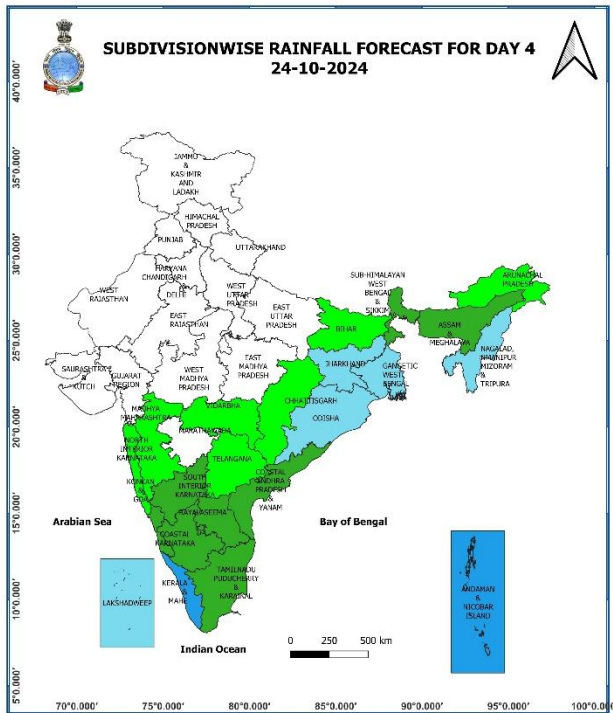 SUBDIVISIONWISE RAINFALL FORECAST FOR DAY 4
24-10-2024
40°0.000'
35°0.000'
30°0.000'
25°0.000'
20°0.000'
15°0.000'
10°0.000'
5°0.000'
JAMMO
&
KASHMIR
AND
LADAKH
HIMACHAL
PRADESH
PUNJAB
UTTARAKHAND
HARYANA
CHANDIGARH
&
DELHI
WEST
UTTAR
PRADESH
WEST
RAJASTHAN
EAST
RAJASTHAN
EAST
UTTAR
PRADESH
SUB-HIMALAYAN
WEST
BENGAL
&
SIKKIM
ARUNACHAL
PRADESH
ASSAM
&
MEGHALAYA
NAGALAD,
MANIPUR
MIZORAM
&
TRIPURA
BIHAR
JHARKHAND
GANGETIC
WEST
BENGAL
SAURASHTRA
&
KUTCH
GUJARAT
REGION
WEST
MADHYA
PRADESH
EAST
MADHYA
PRADESH
CHHATTISGARH
ODISHA
MADHYA
MAHARASHTRA
VIDARBHA
MARATHWADA
NORTH
INTERIOR
KARNATAKA
TELANGANA
KONKAN
&
GOA
SOUTH
INTERIOR
KARNATAKA
COASTAL
ANDHRA
PRADESH
&
YANAM
RAYALASEEMA
COASTAL
KARNATAKA
KERALA
&
MAHE
TAMILNADU
PUDUCHERRY
&
KARAIKAL
LAKSHADWEEP
ANDAMAN
&
NICOBAR
ISLAND
Arabian Sea
Bay of Bengal
Indian Ocean
0 250 500 km
70°0.000' 75°0.000' 80°0.000' 85°0.000' 90°0.000' 95°0.000' 100°0.00